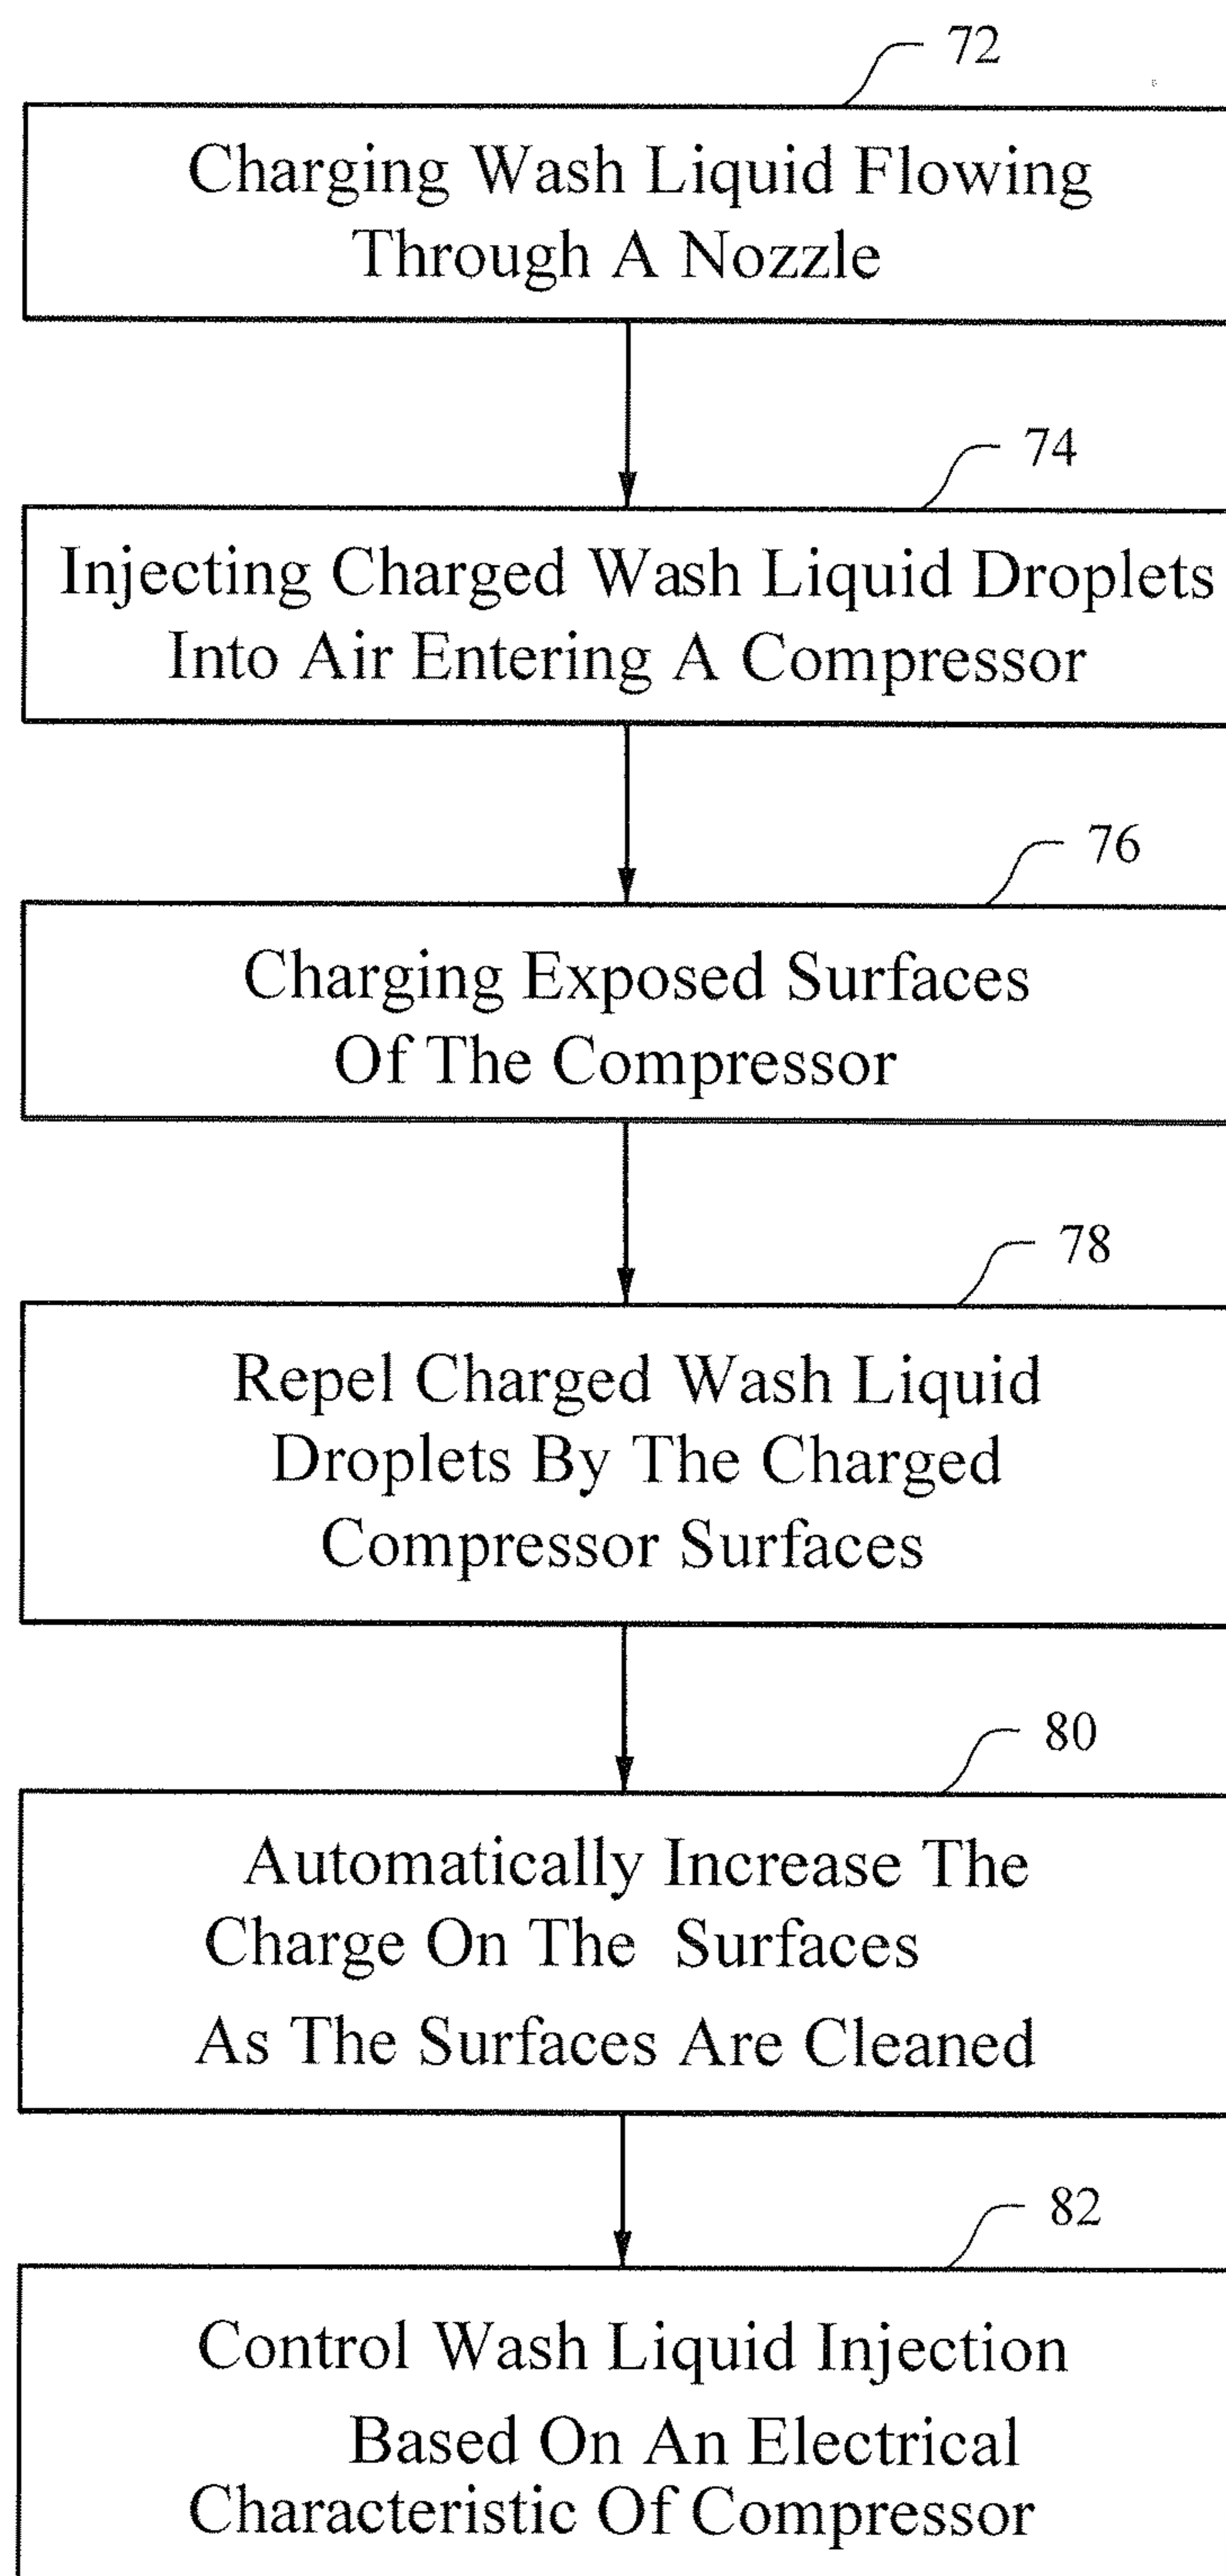 72
Charging Wash Liquid Flowing
Through A Nozzle
74
Injecting Charged Wash Liquid Droplets
Into Air Entering A Compressor
76
Charging Exposed Surfaces
Of The Compressor
78
Repel Charged Wash Liquid
Droplets By The Charged
Compressor Surfaces
80
Automatically Increase The
Charge On The Surfaces
As The Surfaces Are Cleaned
82
Control Wash Liquid Injection
Based On An Electrical
Characteristic Of Compressor